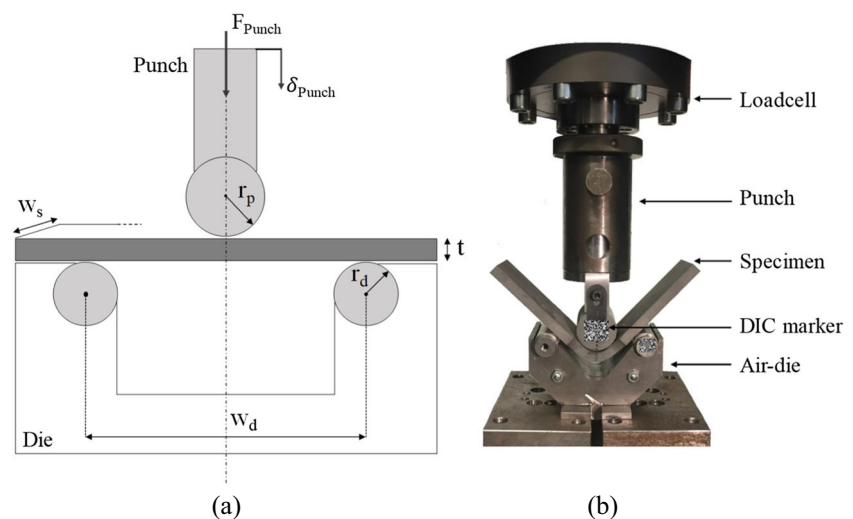 F_Punch
Punch
δ_Punch
r_p
w_s
t
r_d
w_d
Die
(a)
Loadcell
Punch
Specimen
DIC marker
Air-die
(b)